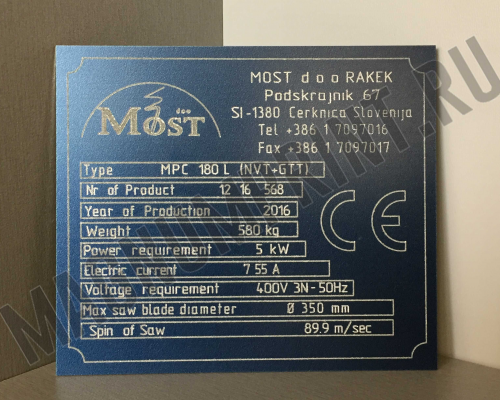 MOST d o o RAKEK
Podskrajnik 67
SI-1380 Cerknica Slovenija
Tel +386 1 7097016
Fax +386 1 7097017
doo
MOST
Type MPC 180 L (NVT+GTT)
Nr of Product 12 16 568
Year of Production 2016
Weight 580 kg
Power requirement 5 kW
Electric current 7 55 A
Voltage requirement 400V 3N-50Hz
Max saw blade diameter Ø 350 mm
Spin of Saw 89.9 m/sec
CE